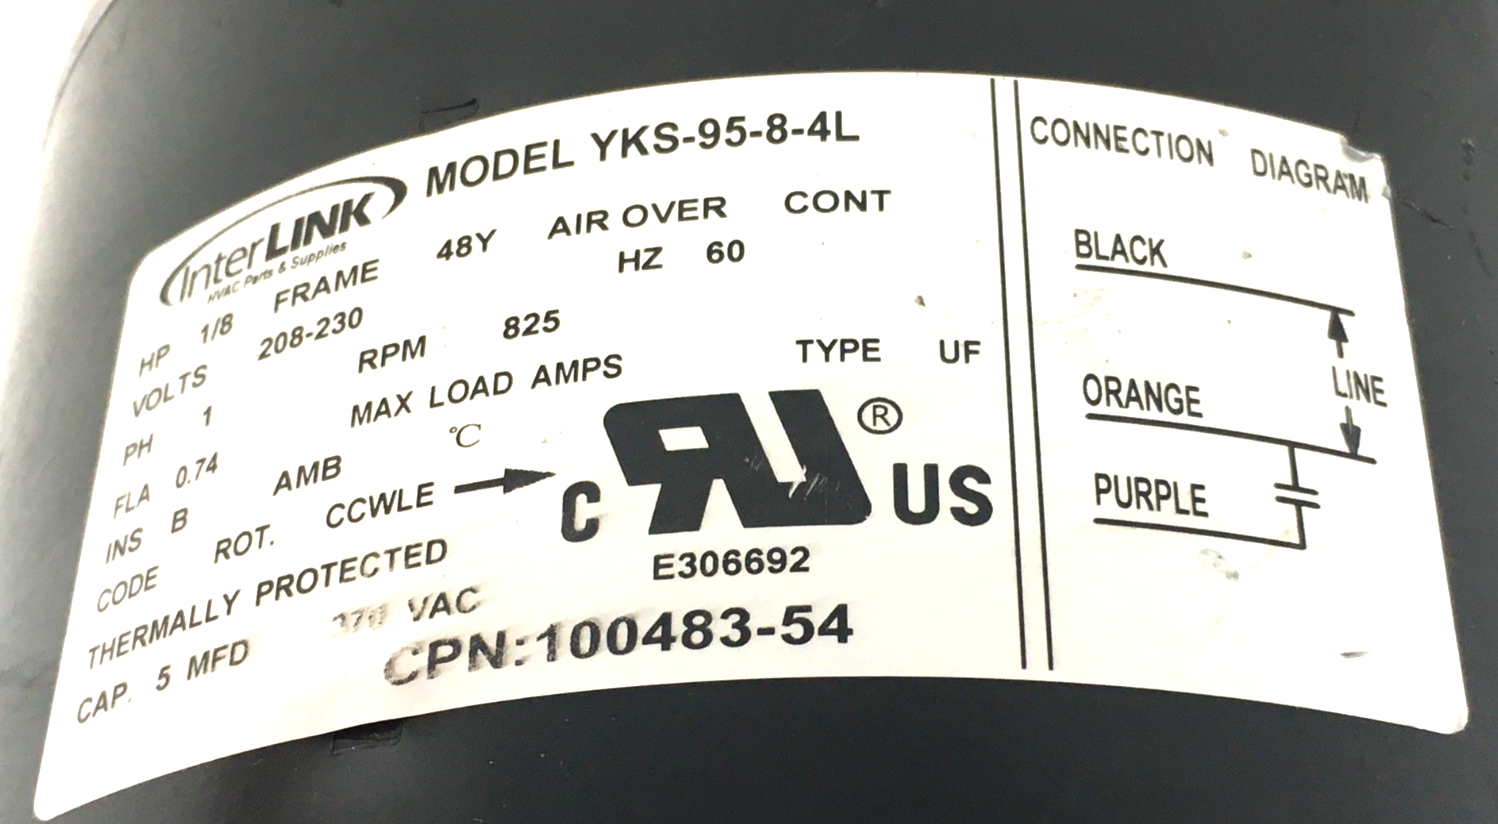 InterLINK
HVAC Parts & Supplies
MODEL YKS-95-8-4L
HP 1/8 FRAME 48Y AIR OVER CONT
VOLTS 208-230 HZ 60
PH 1 RPM 825
FLA 0.74 MAX LOAD AMPS TYPE UF
INS B AMB °C
CODE ROT. CCWLE
THERMALLY PROTECTED
CAP. 5 MFD 370 VAC
C RU ® US
E306692
CPN:100483-54
CONNECTION DIAGRAM
BLACK
LINE
ORANGE
PURPLE